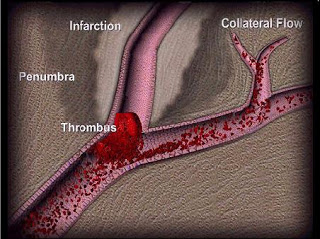 Infarction
Collateral Flow
Penumbra
Thrombus